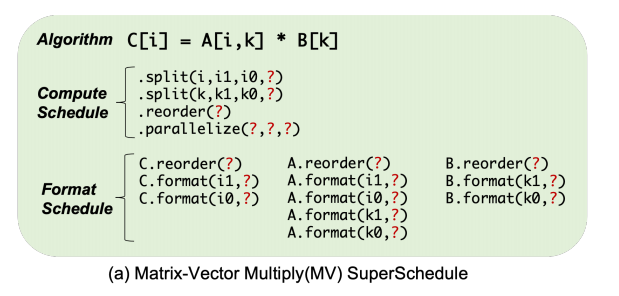 Algorithm C[i] = A[i,k] * B[k]
Compute Schedule
.split(i,i1,i0,?)
.split(k,k1,k0,?)
.reorder(?)
.parallelize(?,?,?)
Format Schedule
C.reorder(?) A.reorder(?) B.reorder(?)
C.format(i1,?) A.format(i1,?) B.format(k1,?)
C.format(i0,?) A.format(i0,?) B.format(k0,?)
A.format(k1,?)
A.format(k0,?)
(a) Matrix-Vector Multiply(MV) SuperSchedule